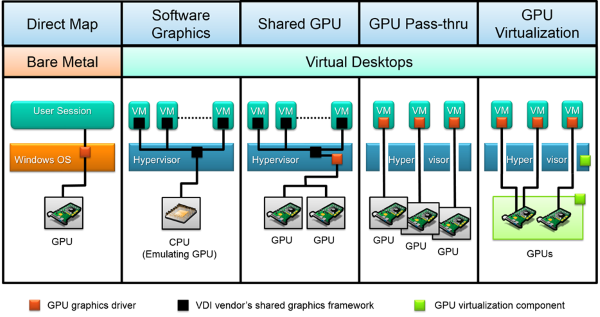 Direct Map
Software
Graphics
Shared GPU
GPU Pass-thru
GPU
Virtualization
Bare Metal
Virtual Desktops
User Session
Windows OS
GPU
VM VM VM
Hypervisor
CPU
(Emulating GPU)
VM VM VM
Hypervisor
GPU GPU
VM VM VM
Hyper visor
GPU
GPU
GPU
VM VM VM
Hyper visor
GPUs
GPU graphics driver
VDI vendor's shared graphics framework
GPU virtualization component